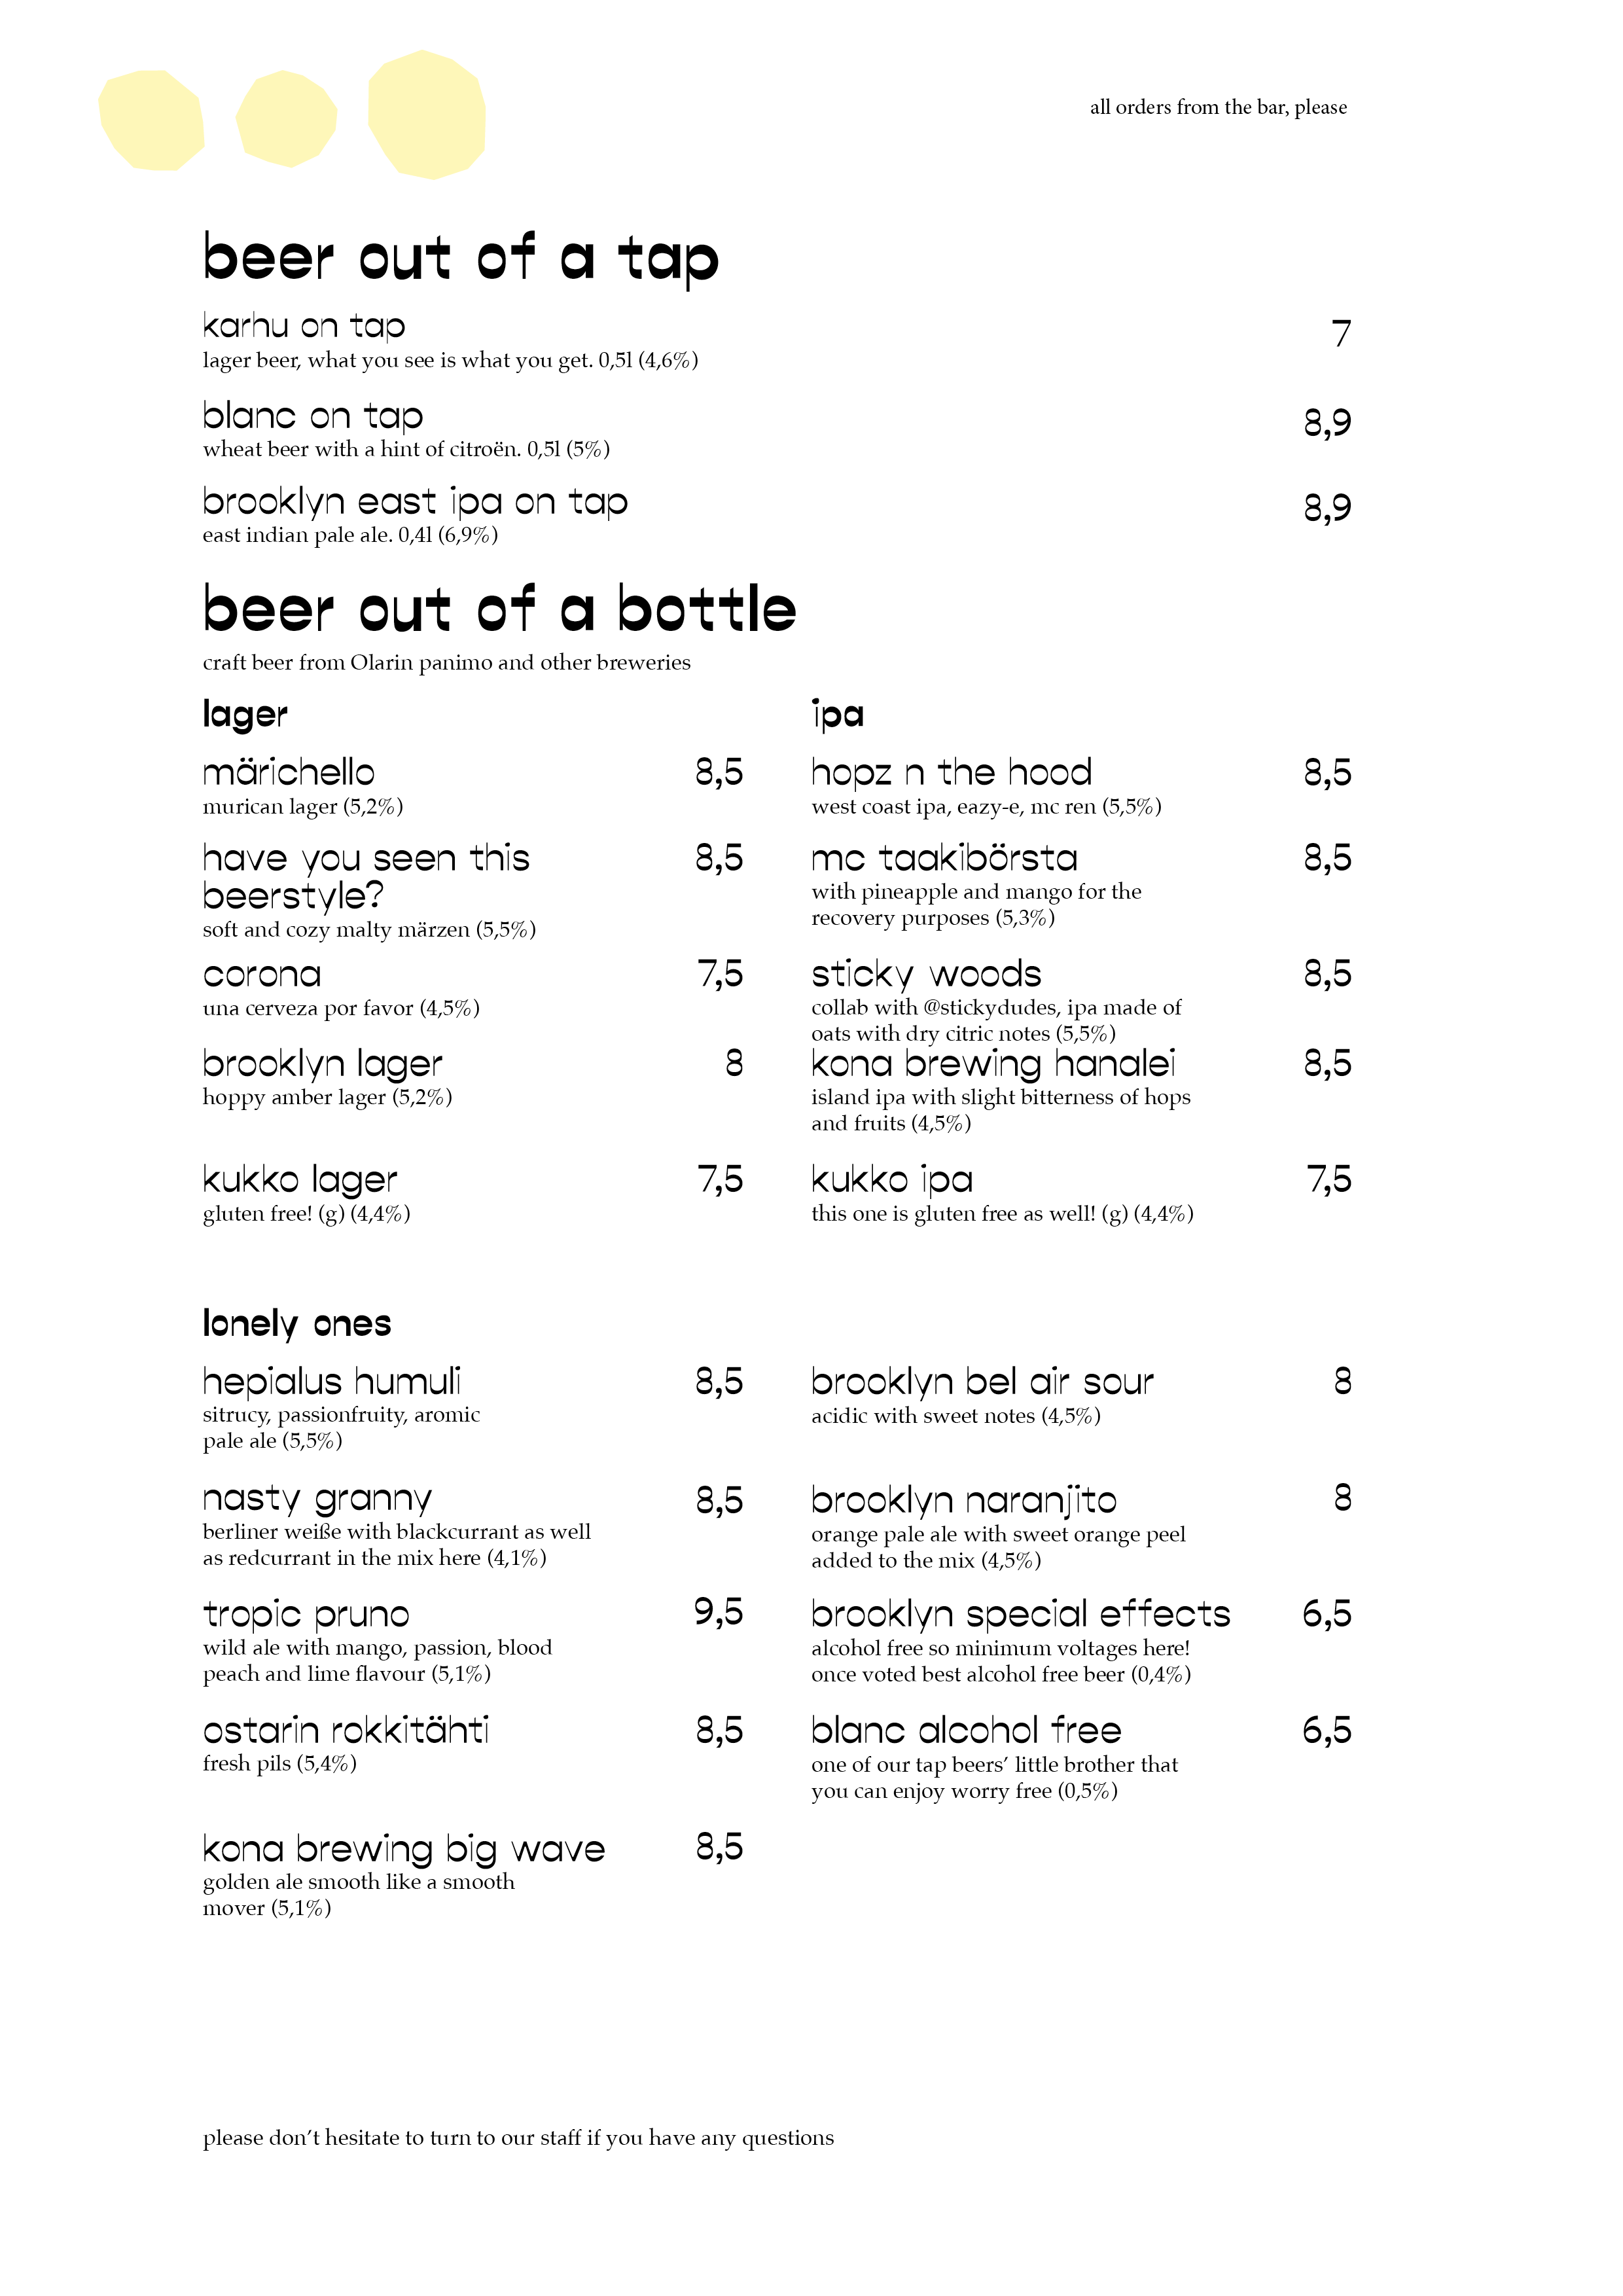 all orders from the bar, please
beer out of a tap
karhu on tap 7
lager beer, what you see is what you get. 0,5l (4,6%)
blanc on tap 8,9
wheat beer with a hint of citroën. 0,5l (5%)
brooklyn east ipa on tap 8,9
east indian pale ale. 0,4l (6,9%)
beer out of a bottle
craft beer from Olarin panimo and other breweries
lager
märichello 8,5
murican lager (5,2%)
have you seen this 8,5
beerstyle?
soft and cozy malty märzen (5,5%)
corona 7,5
una cerveza por favor (4,5%)
brooklyn lager 8
hoppy amber lager (5,2%)
kukko lager 7,5
gluten free! (g) (4,4%)
ipa
hopz n the hood 8,5
west coast ipa, eazy-e, mc ren (5,5%)
mc taakibörsta 8,5
with pineapple and mango for the
recovery purposes (5,3%)
sticky woods 8,5
collab with @stickydudes, ipa made of
oats with dry citric notes (5,5%)
kona brewing hanalei 8,5
island ipa with slight bitterness of hops
and fruits (4,5%)
kukko ipa 7,5
this one is gluten free as well! (g) (4,4%)
lonely ones
hepialus humuli 8,5
sitrucy, passionfruity, aromic
pale ale (5,5%)
nasty granny 8,5
berliner weiße with blackcurrant as well
as redcurrant in the mix here (4,1%)
tropic pruno 9,5
wild ale with mango, passion, blood
peach and lime flavour (5,1%)
ostarin rokkitähti 8,5
fresh pils (5,4%)
kona brewing big wave 8,5
golden ale smooth like a smooth
mover (5,1%)
brooklyn bel air sour 8
acidic with sweet notes (4,5%)
brooklyn naranjito 8
orange pale ale with sweet orange peel
added to the mix (4,5%)
brooklyn special effects 6,5
alcohol free so minimum voltages here!
once voted best alcohol free beer (0,4%)
blanc alcohol free 6,5
one of our tap beers’ little brother that
you can enjoy worry free (0,5%)
please don’t hesitate to turn to our staff if you have any questions